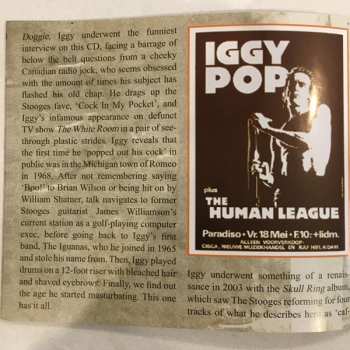 Doggie, Iggy underwent the funniest
interview on this CD, facing a barrage of
below the belt questions from a cheeky
Canadian radio jock, who seems obsessed
with the amount of times his subject has
flashed his old chap. He drags up the
Stooges fave, 'Cock In My Pocket', and
Iggy's infamous appearance on defunct
TV show The White Room in a pair of see-
through plastic strides. Iggy reveals that
the first time he 'popped out his cock' in
public was in the Michigan town of Romeo
in 1968, After not remembering saying
'Boo!' to Brian Wilson or being hit on by
William Shatner, talk navigates to former
Stooges guitarist James Williamson's
current station as a golf-playing computer
exec, before going back to Iggy's first
band, The Iguanas, who he joined in 1965
and stole his name from. Then, Iggy played
drums on a 12-foot riser with bleached hair
and shaved eyebrows. Finally, we find out
the age he started masturbating. This one
has it all.
IGGY
POP
plus
THE
HUMAN LEAGUE
Paradiso • Vr. 18 Mei • F.10.- + lidm.
ALLEEN VOORVERKOOP:
Iggy underwent something of a renais-
sance in 2003 with the Skull Ring album,
which saw The Stooges reforming for four
tracks of what he describes here as 'caf-